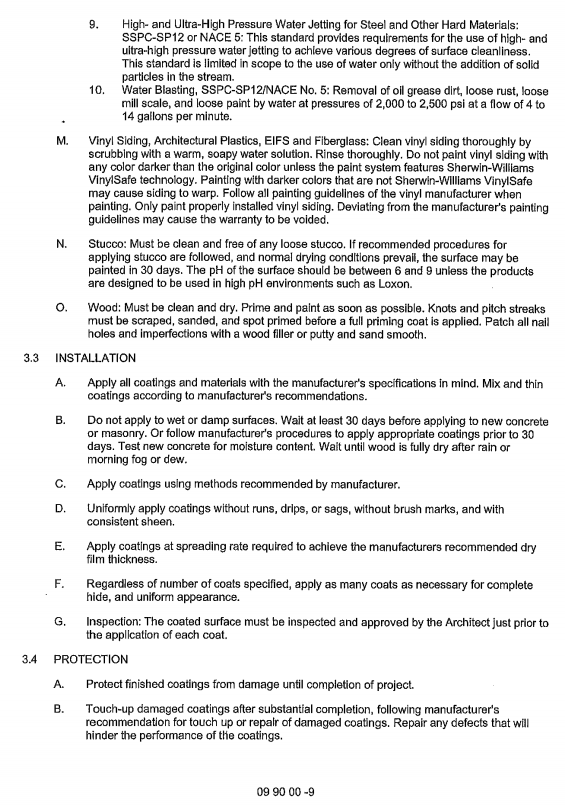 9. High- and Ultra-High Pressure Water Jetting for Steel and Other Hard Materials:
SSPC-SP12 or NACE 5: This standard provides requirements for the use of high- and
ultra-high pressure water jetting to achieve various degrees of surface cleanliness.
This standard is limited in scope to the use of water only without the addition of solid
particles in the stream.
10. Water Blasting, SSPC-SP12/NACE No. 5: Removal of oil grease dirt, loose rust, loose
mill scale, and loose paint by water at pressures of 2,000 to 2,500 psi at a flow of 4 to
14 gallons per minute.
M. Vinyl Siding, Architectural Plastics, EIFS and Fiberglass: Clean vinyl siding thoroughly by
scrubbing with a warm, soapy water solution. Rinse thoroughly. Do not paint vinyl siding with
any color darker than the original color unless the paint system features Sherwin-Williams
VinylSafe technology. Painting with darker colors that are not Sherwin-Williams VinylSafe
may cause siding to warp. Follow all painting guidelines of the vinyl manufacturer when
painting. Only paint properly installed vinyl siding. Deviating from the manufacturer's painting
guidelines may cause the warranty to be voided.
N. Stucco: Must be clean and free of any loose stucco. If recommended procedures for
applying stucco are followed, and normal drying conditions prevail, the surface may be
painted in 30 days. The pH of the surface should be between 6 and 9 unless the products
are designed to be used in high pH environments such as Loxon.
O. Wood: Must be clean and dry. Prime and paint as soon as possible. Knots and pitch streaks
must be scraped, sanded, and spot primed before a full priming coat is applied. Patch all nail
holes and imperfections with a wood filler or putty and sand smooth.
3.3 INSTALLATION
A. Apply all coatings and materials with the manufacturer's specifications in mind. Mix and thin
coatings according to manufacturer's recommendations.
B. Do not apply to wet or damp surfaces. Wait at least 30 days before applying to new concrete
or masonry. Or follow manufacturer's procedures to apply appropriate coatings prior to 30
days. Test new concrete for moisture content. Wait until wood is fully dry after rain or
morning fog or dew.
C. Apply coatings using methods recommended by manufacturer.
D. Uniformly apply coatings without runs, drips, or sags, without brush marks, and with
consistent sheen.
E. Apply coatings at spreading rate required to achieve the manufacturers recommended dry
film thickness.
F. Regardless of number of coats specified, apply as many coats as necessary for complete
hide, and uniform appearance.
G. Inspection: The coated surface must be inspected and approved by the Architect just prior to
the application of each coat.
3.4 PROTECTION
A. Protect finished coatings from damage until completion of project.
B. Touch-up damaged coatings after substantial completion, following manufacturer's
recommendation for touch up or repair of damaged coatings. Repair any defects that will
hinder the performance of the coatings.
09 90 00 -9